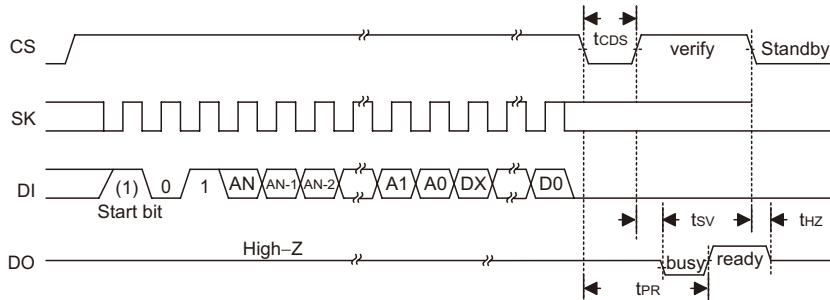 CS tCDS verify Standby
SK
DI (1) 0 1 AN AN-1 AN-2 A1 A0 DX D0
Start bit
tSV tHZ
DO High–Z busy ready
tPR